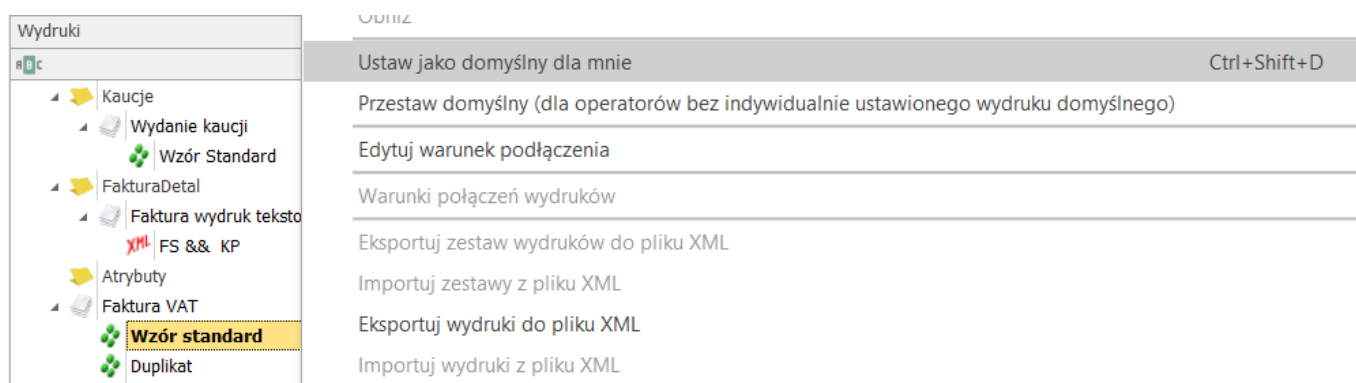 Wydruki
ABC
Kaucje
Wydanie kaucji
Wzór Standard
FakturaDetal
Faktura wydruk teksto
XML FS && KP
Atrybuty
Faktura VAT
Wzór standard
Duplikat
Obniż
Ustaw jako domyślny dla mnie Ctrl+Shift+D
Przestaw domyślny (dla operatorów bez indywidualnie ustawionego wydruku domyślnego)
Edytuj warunek podłączenia
Warunki połączeń wydruków
Eksportuj zestaw wydruków do pliku XML
Importuj zestawy z pliku XML
Eksportuj wydruki do pliku XML
Importuj wydruki z pliku XML